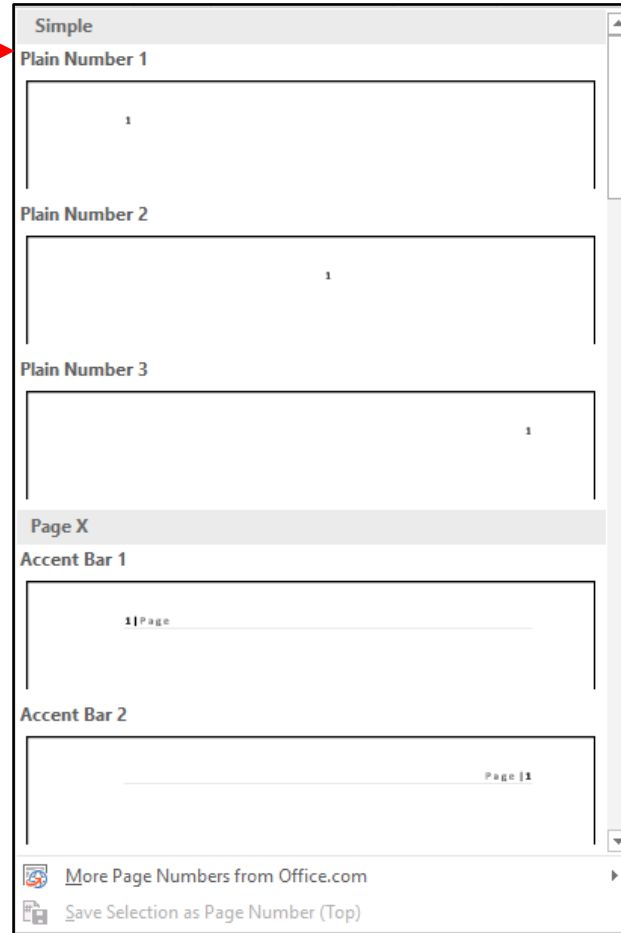 Simple
Plain Number 1
1
Plain Number 2
1
Plain Number 3
1
Page X
Accent Bar 1
1|Page
Accent Bar 2
Page|1
More Page Numbers from Office.com
Save Selection as Page Number (Top)